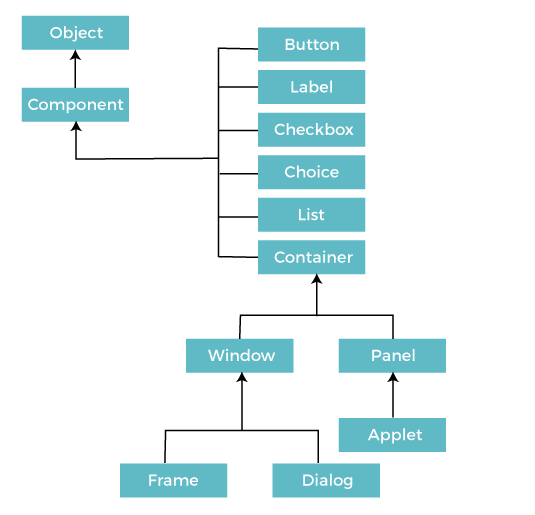 Object
Component
Button
Label
Checkbox
Choice
List
Container
Window
Panel
Applet
Frame
Dialog